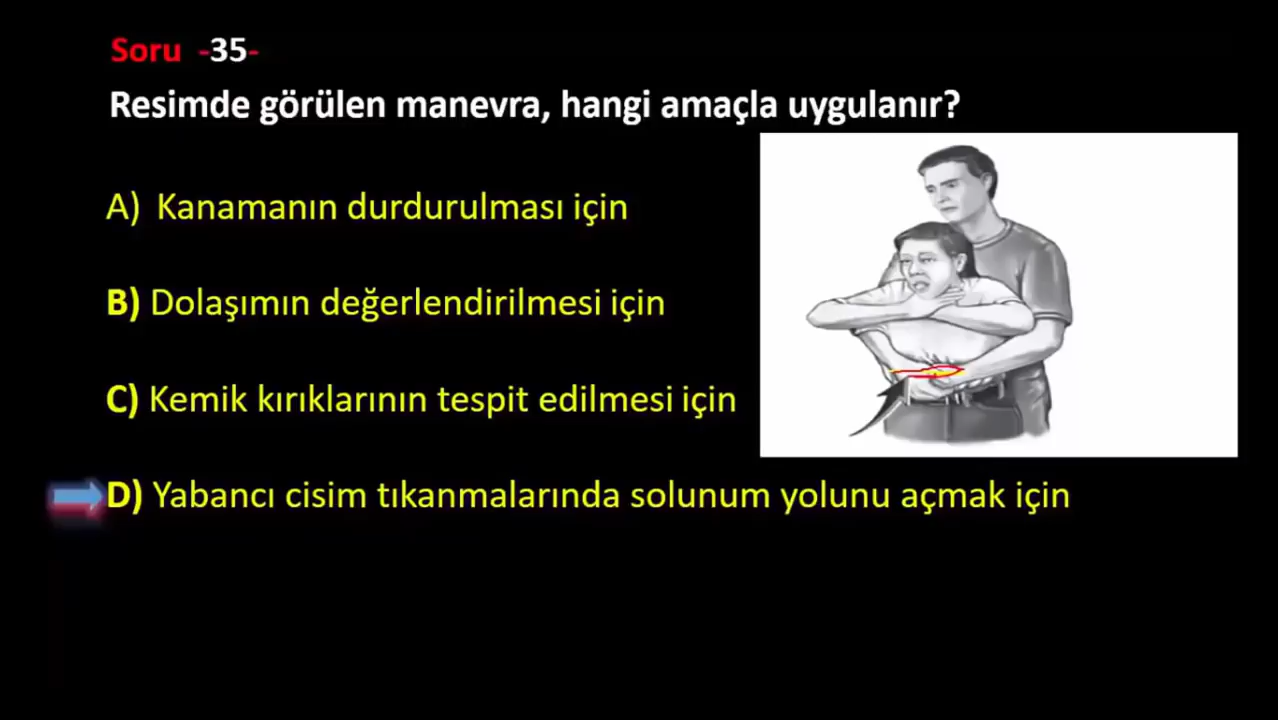 Soru -35-
Resimde görülen manevra, hangi amaçla uygulanır?
A) Kanamanın durdurulması için
B) Dolaşımın değerlendirilmesi için
C) Kemik kırıklarının tespit edilmesi için
D) Yabancı cisim tıkanmalarında solunum yolunu açmak için